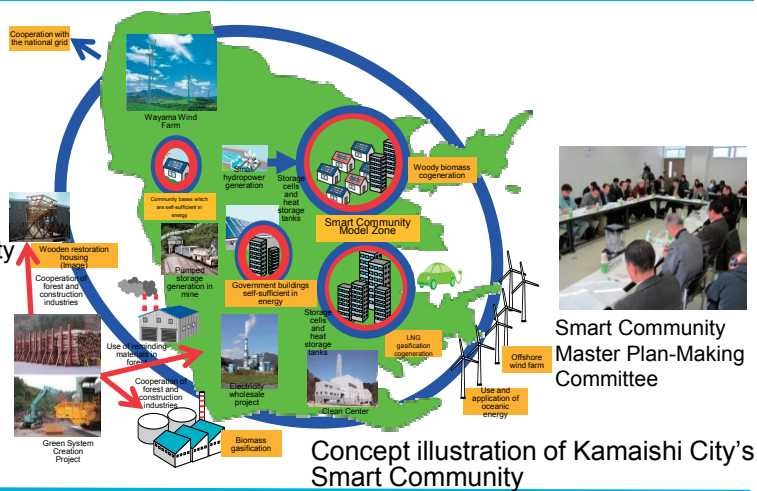 Cooperation with
the national grid
Wayama Wind
Farm
Small
hydropower
generation
Storage
cells
and
heat
storage
tanks
Woody biomass
cogeneration
Community bases which
are self-sufficient in
energy
Smart Community
Model Zone
ty
Wooden restoration
housing
(Image)
Cooperation of
forest and
construction
industries
Pumped
storage
generation in
mine
Government buildings
self-sufficient in
energy
Storage
cells
and
heat
storage
tanks
LNG
gasification
cogeneration
Offshore
wind farm
Use and
application of
oceanic
energy
Use of reminding
materials in
forest
Cooperation of
forest and
construction
industries
Electricity
wholesale
project
Clean Center
Green System
Creation
Project
Biomass
gasification
Smart Community
Master Plan-Making
Committee
Concept illustration of Kamaishi City's
Smart Community